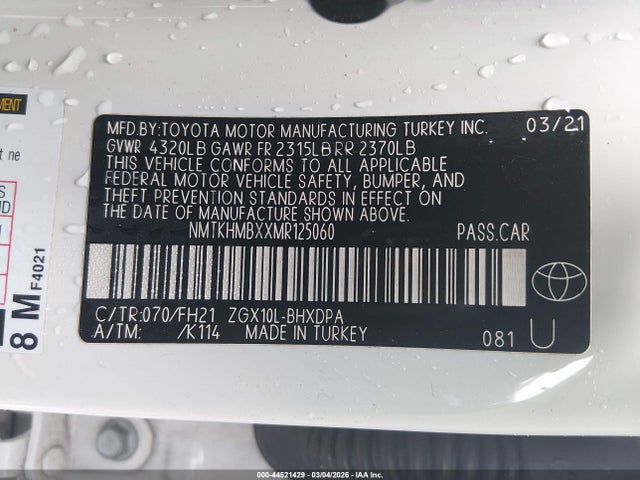 MFD.BY:TOYOTA MOTOR MANUFACTURING TURKEY INC. 03/21
GVWR 4320LB GAWR FR 2315LB RR 2370LB
THIS VEHICLE CONFORMS TO ALL APPLICABLE
FEDERAL MOTOR VEHICLE SAFETY, BUMPER, AND
THEFT PREVENTION STANDARDS IN EFFECT ON
THE DATE OF MANUFACTURE SHOWN ABOVE.
NMTKHMBXXMR125060 PASS.CAR
C/TR:070/FH21 ZGX10L-BHXDPA
A/TM: /K114 MADE IN TURKEY
081 U
8 M F4021
000-44521429 - 03/04/2026 - IAA Inc.